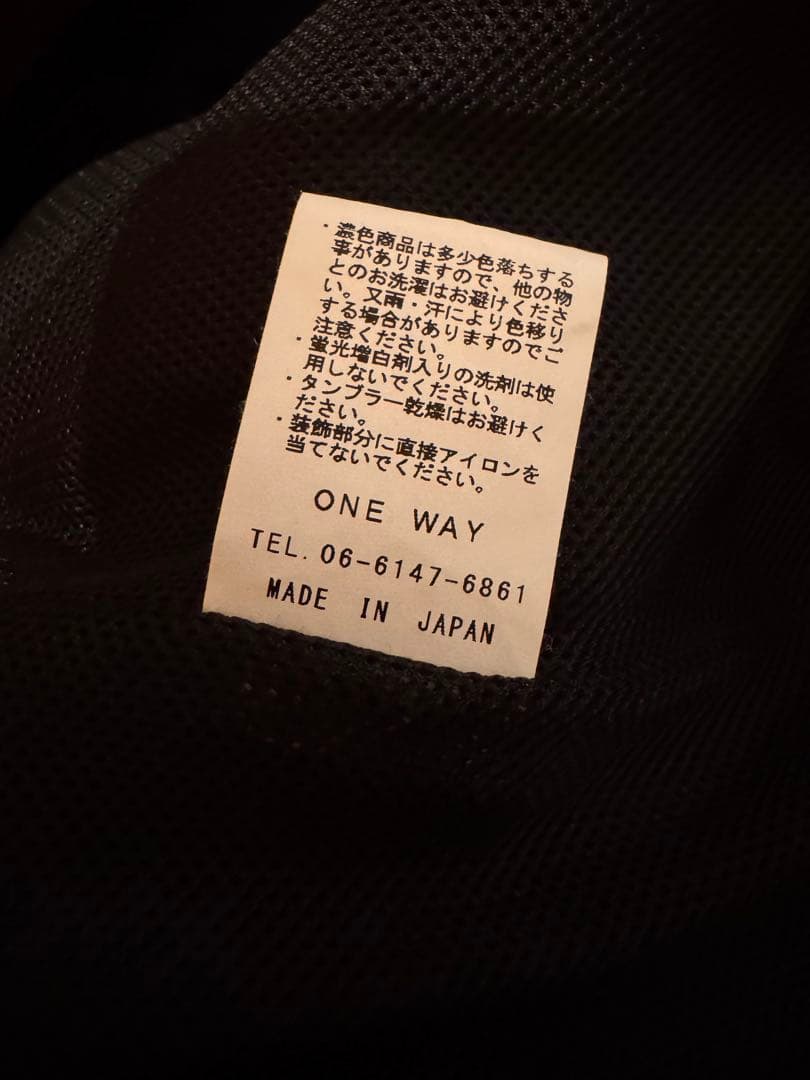 ・濃色商品は多少色落ちする
事がありますので、他の物
とのお洗濯はお避けくださ
い。又雨・汗により色移り
する場合がありますのでご
注意ください。
・蛍光増白剤入りの洗剤は使
用しないでください。
・タンブラー乾燥はお避けく
ださい。
・装飾部分に直接アイロンを
当てないでください。
ONE WAY
TEL. 06-6147-6861
MADE IN JAPAN